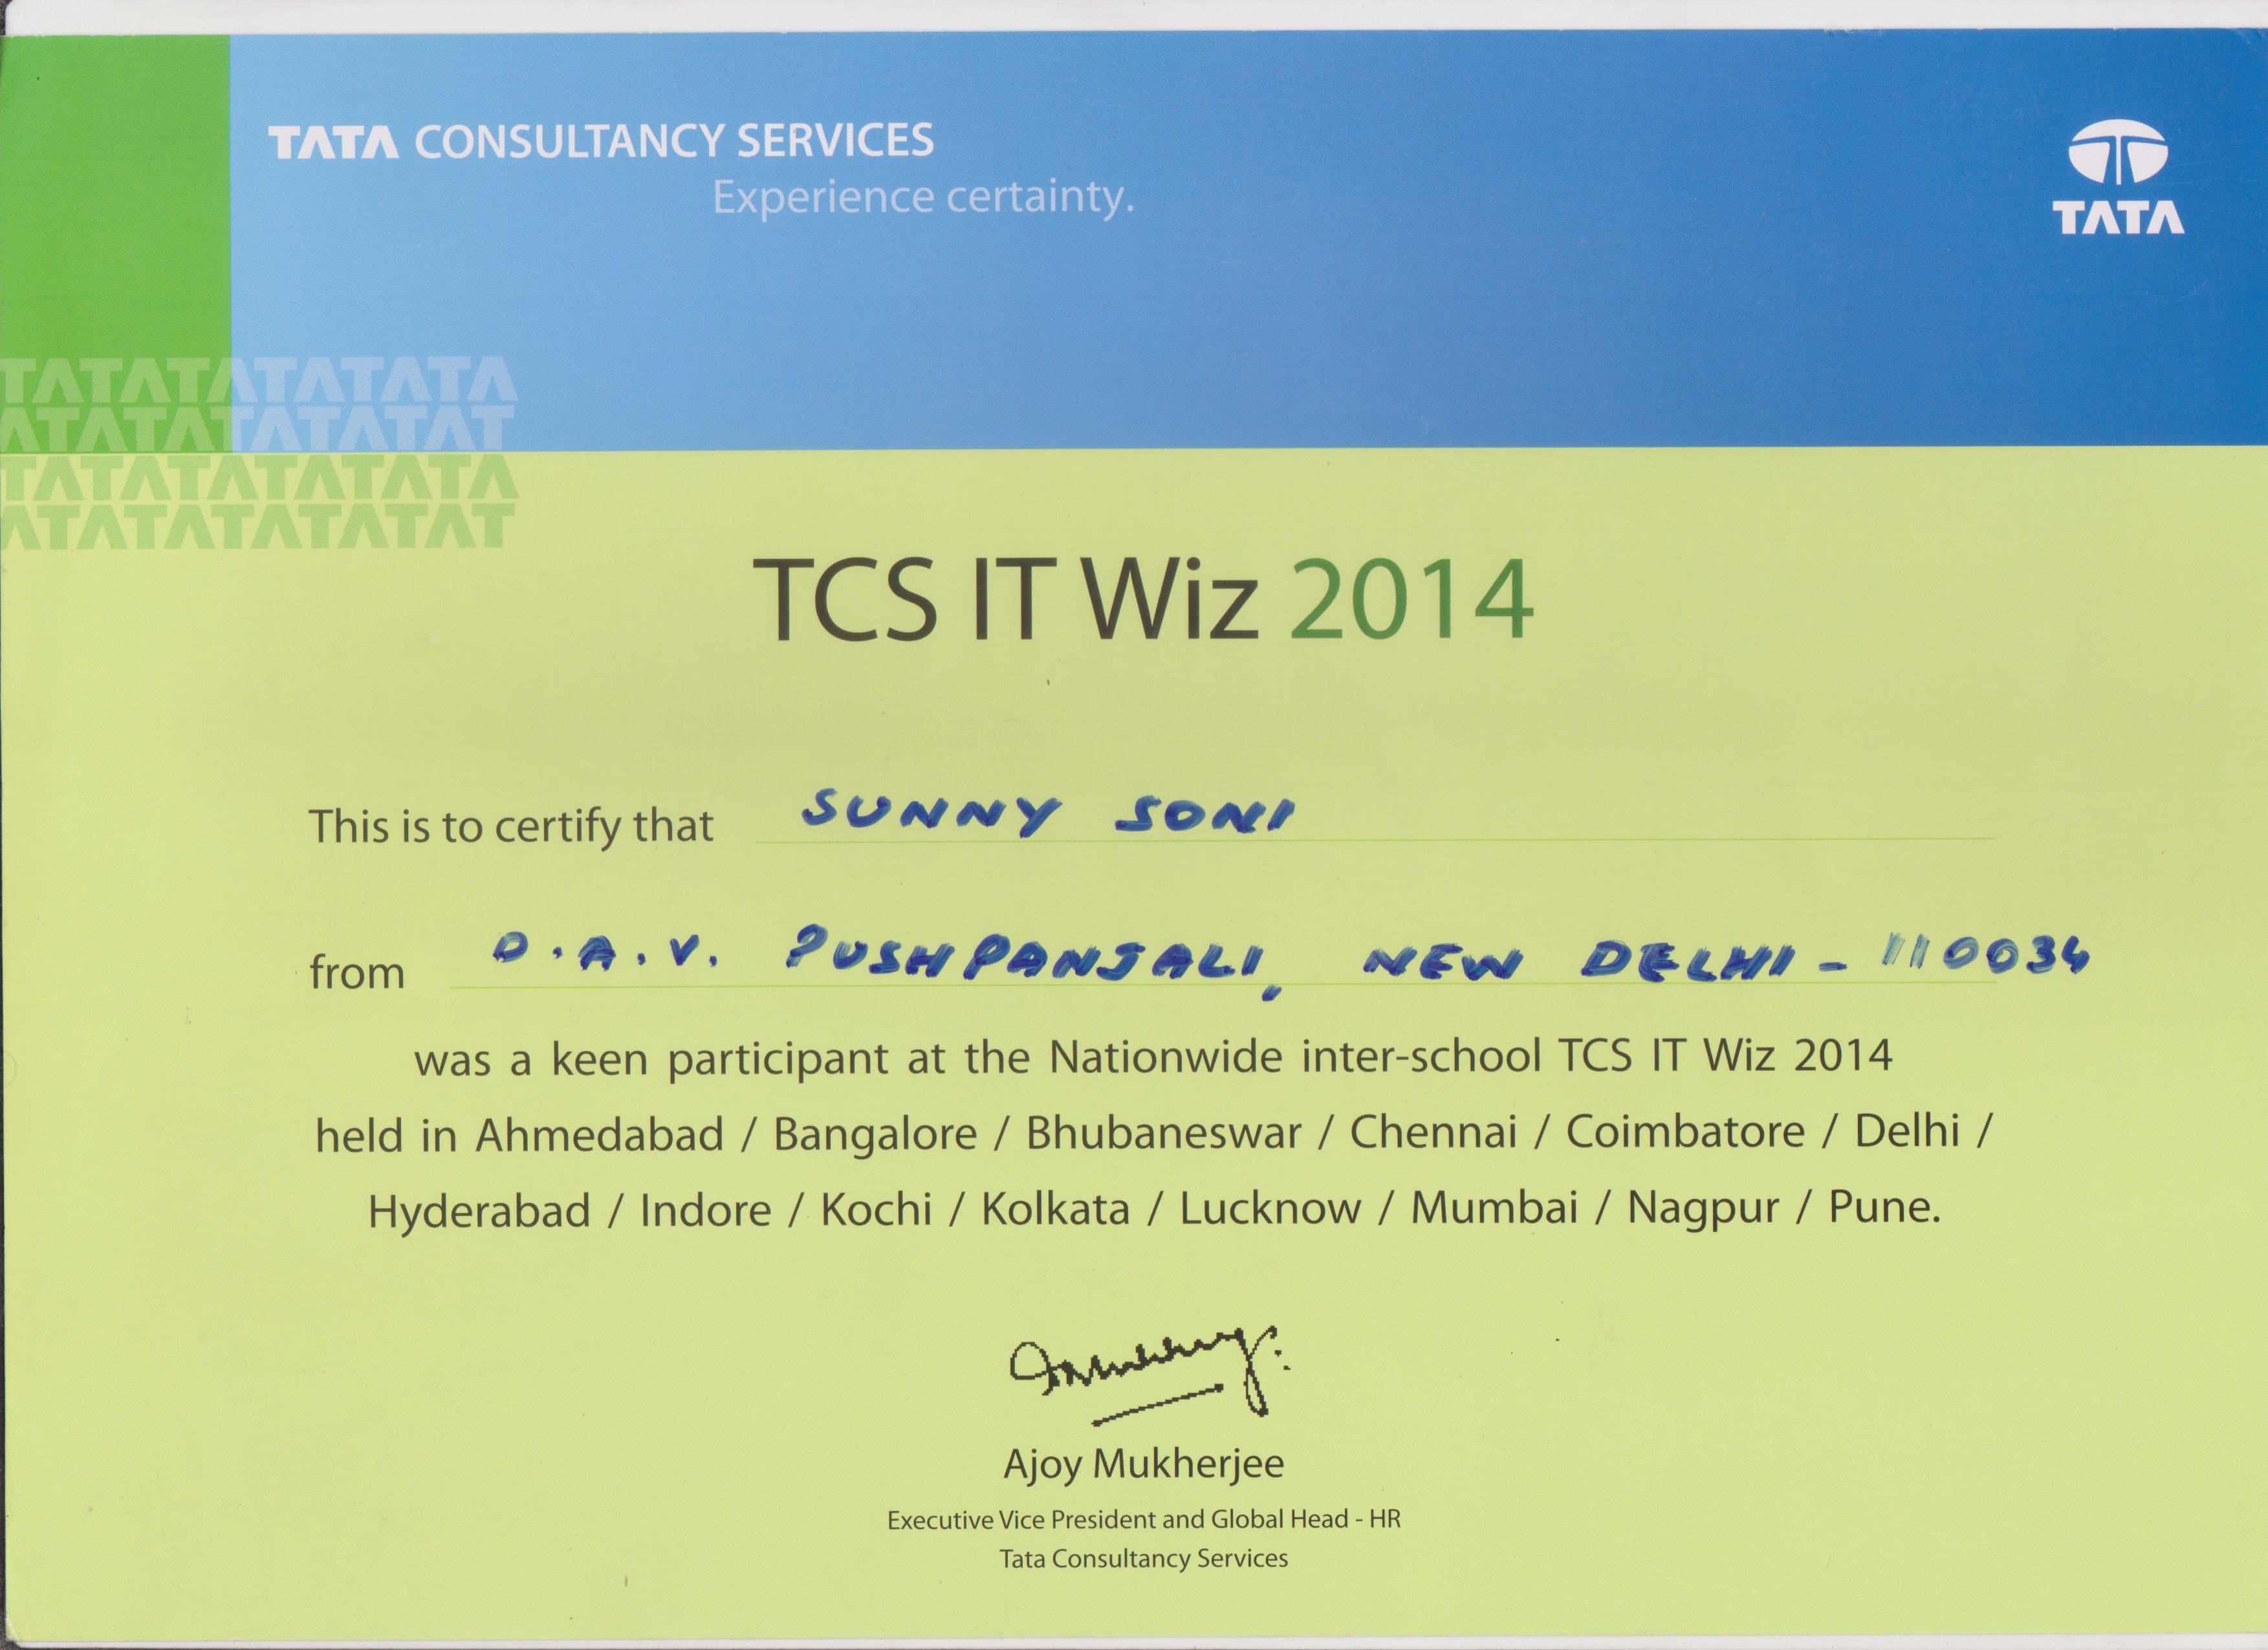 TATA CONSULTANCY SERVICES
Experience certainty.
TATA
TATATATATATATA
ATATATATATAT
TATATATATATATA
ATATATATATAT
TCS IT Wiz 2014
This is to certify that SUNNY SONI
from D.A.V. PUSHPANJALI, NEW DELHI - 110034
was a keen participant at the Nationwide inter-school TCS IT Wiz 2014
held in Ahmedabad / Bangalore / Bhubaneswar / Chennai / Coimbatore / Delhi /
Hyderabad / Indore / Kochi / Kolkata / Lucknow / Mumbai / Nagpur / Pune.
Ajoy Mukherjee
Executive Vice President and Global Head - HR
Tata Consultancy Services